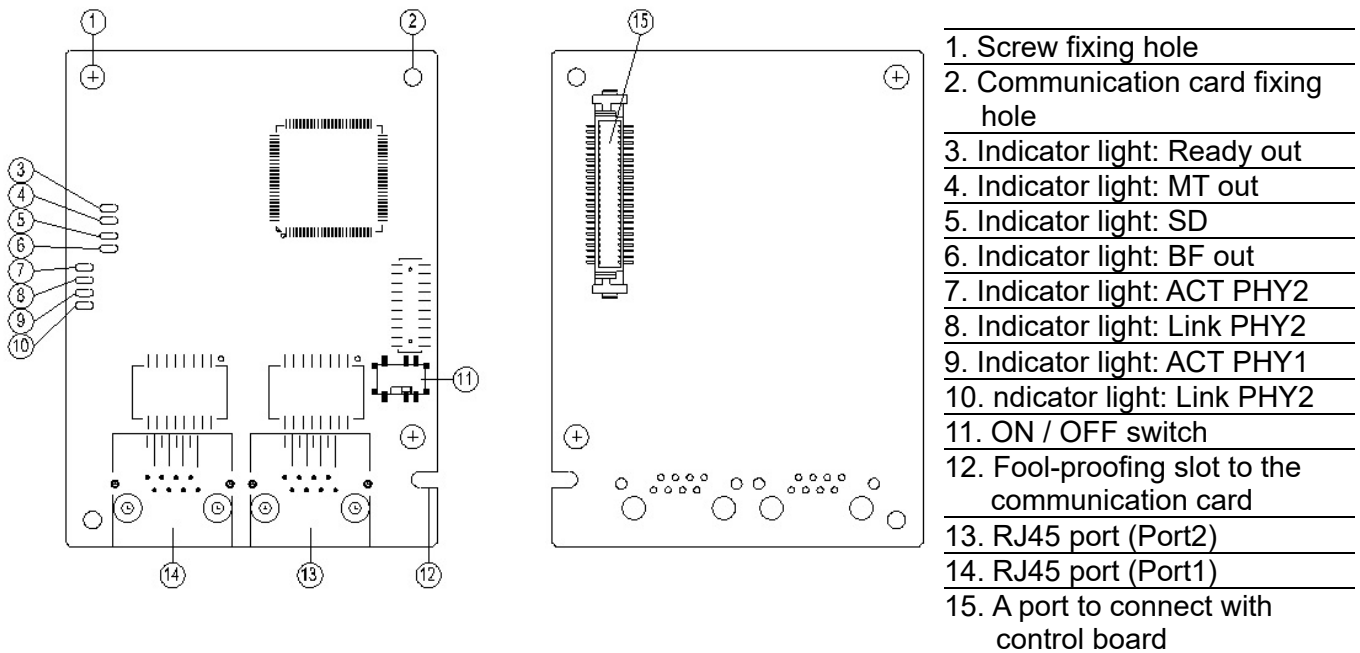 1
2
15
3
4
5
6
7
8
9
10
11
14
13
12
1. Screw fixing hole
2. Communication card fixing
hole
3. Indicator light: Ready out
4. Indicator light: MT out
5. Indicator light: SD
6. Indicator light: BF out
7. Indicator light: ACT PHY2
8. Indicator light: Link PHY2
9. Indicator light: ACT PHY1
10. ndicator light: Link PHY2
11. ON / OFF switch
12. Fool-proofing slot to the
communication card
13. RJ45 port (Port2)
14. RJ45 port (Port1)
15. A port to connect with
control board